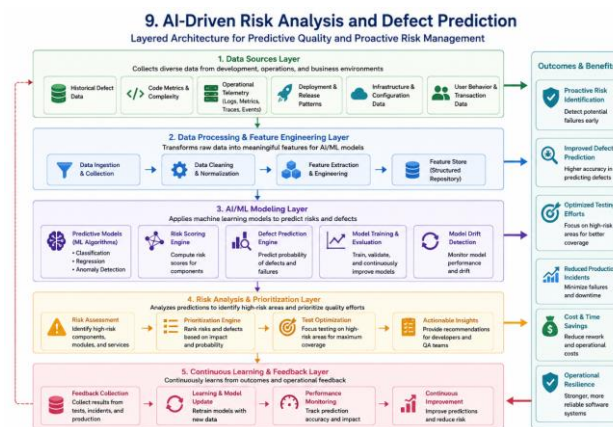 9. AI-Driven Risk Analysis and Defect Prediction
Layered Architecture for Predictive Quality and Proactive Risk Management
1. Data Sources Layer
Collects diverse data from development, operations, and business environments
Historical Defect
Data
Code Metrics &
Complexity
Operational
Telemetry
(Logs, Metrics,
Traces, Events)
Deployment &
Release
Patterns
Infrastructure &
Configuration
Data
User Behavior &
Transaction
Data
2. Data Processing & Feature Engineering Layer
Transforms raw data into meaningful features for AI/ML models
Data Ingestion
& Collection
Data Cleaning
& Normalization
Feature Extraction
& Engineering
Feature Store
(Structured
Repository)
3. AI/ML Modeling Layer
Applies machine learning models to predict risks and defects
Predictive Models
(ML Algorithms)
• Classification
• Regression
• Anomaly Detection
Risk Scoring
Engine
Compute risk
scores for
components
Defect Prediction
Engine
Predict probability
of defects and
failures
Model Training &
Evaluation
Train, validate,
and continuously
improve models
Model Drift
Detection
Monitor model
performance
and drift
4. Risk Analysis & Prioritization Layer
Analyzes predictions to identify high-risk areas and prioritize quality efforts
Risk Assessment
Identify high-risk
components,
modules, and services
Prioritization Engine
Rank risks and defects
based on impact
and probability
Test Optimization
Focus testing on
high-risk areas
for maximum
coverage
Actionable Insights
Provide recommendations
for developers and
QA teams
5. Continuous Learning & Feedback Layer
Continuously learns from outcomes and operational feedback
Feedback Collection
Collect results from
tests, incidents, and
production
Learning & Model
Update
Retrain models with
new data
Performance
Monitoring
Track prediction
accuracy and impact
Continuous
Improvement
Improve predictions
and reduce risk
Outcomes & Benefits
Proactive Risk
Identification
Detect potential
failures early
Improved Defect
Prediction
Higher accuracy in
predicting defects
Optimized Testing
Efforts
Focus on high-risk
areas for better
coverage
Reduced Production
Incidents
Minimize failures
and downtime
Cost & Time
Savings
Reduce rework
and operational
costs
Operational
Resilience
Stronger, more
reliable software
systems